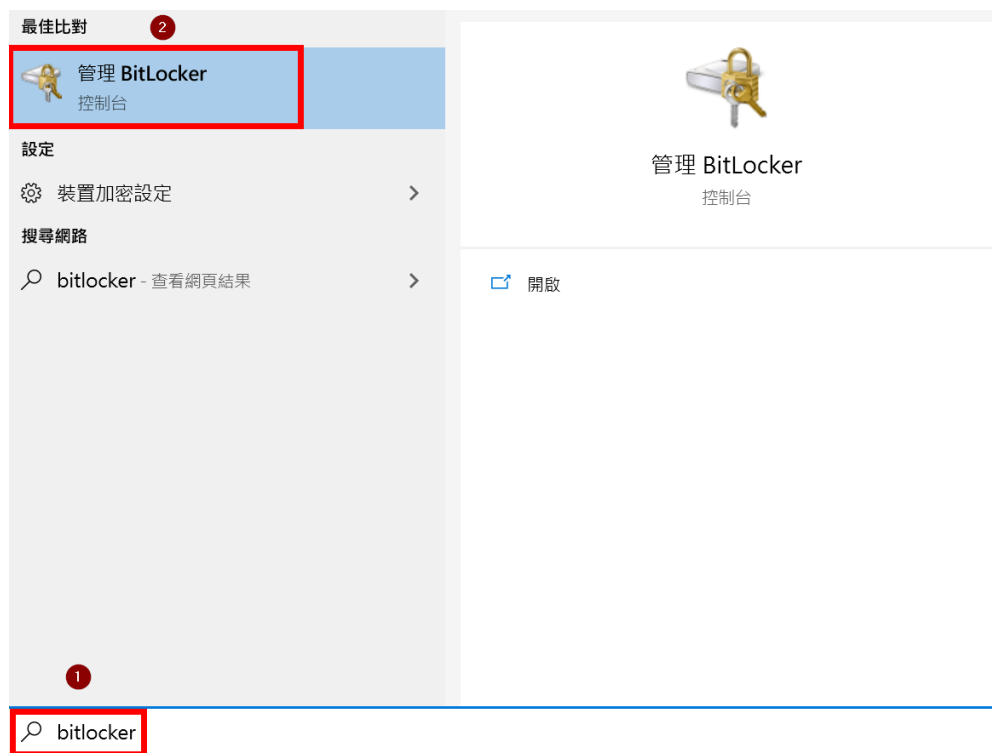 最佳比對
2
管理 BitLocker
控制台
設定
裝置加密設定
搜尋網路
bitlocker - 查看網頁結果
1
bitlocker
管理 BitLocker
控制台
開啟